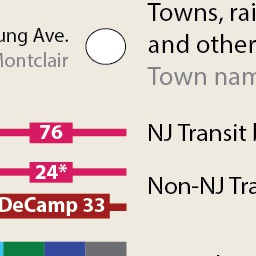 ung Ave.
Montclair
Towns, rai
and other
Town nam
76
NJ Transit
24*
Non-NJ Tra
DeCamp 33